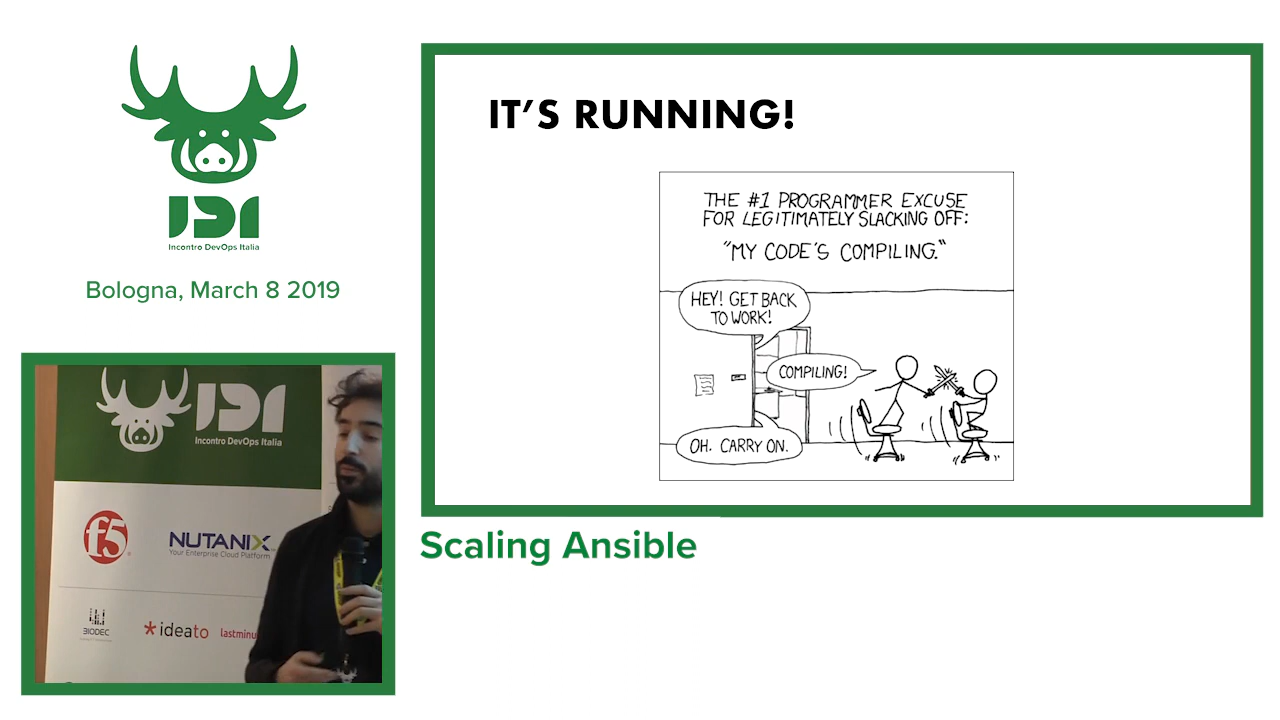 IDI
Incontro DevOps Italia
Bologna, March 8 2019
IT'S RUNNING!
THE #1 PROGRAMMER EXCUSE
FOR LEGITIMATELY SLACKING OFF:
"MY CODE'S COMPILING."
HEY! GET BACK
TO WORK!
COMPILING!
OH. CARRY ON.
Scaling Ansible
IDI
Incontro DevOps Italia
f5
NUTANIX
Your Enterprise Cloud Platform
BIODEC
ideato
lastminu